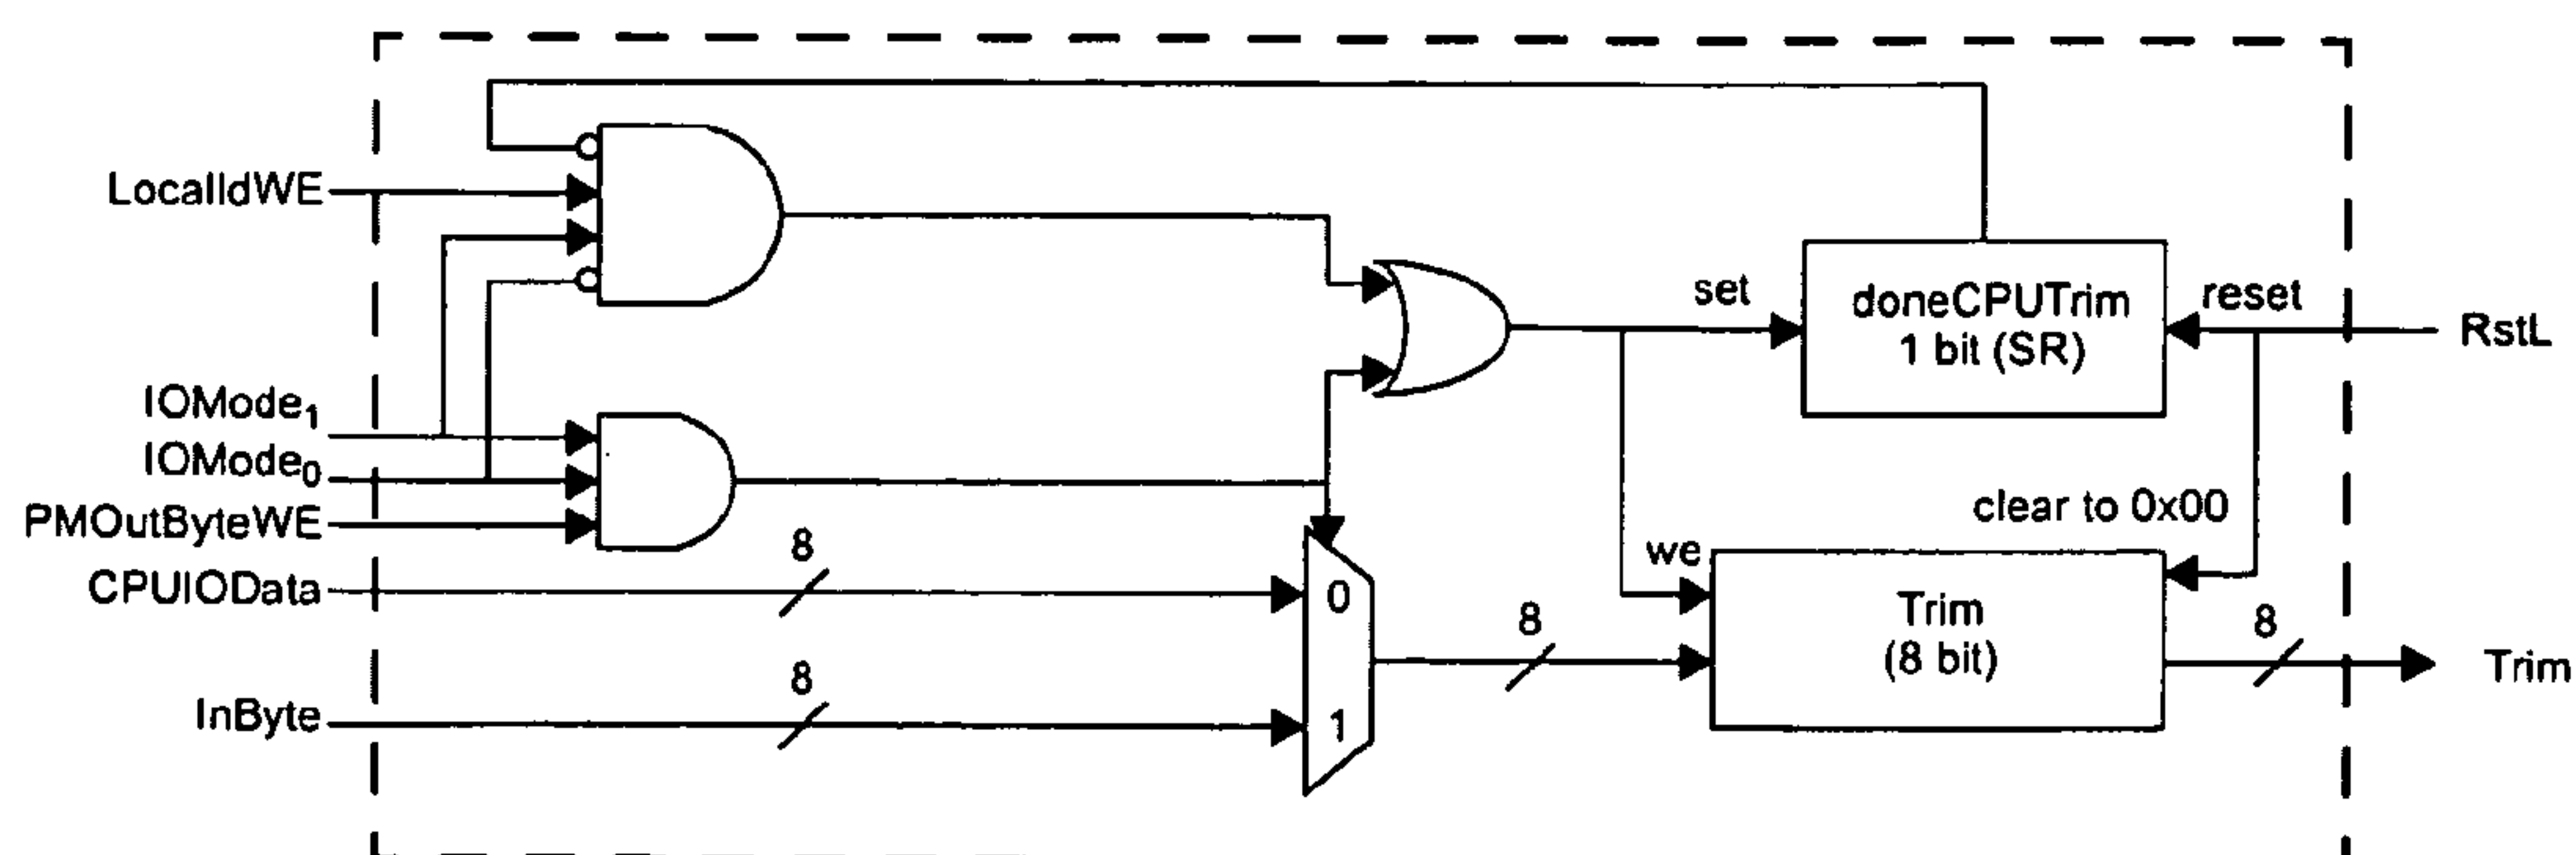 LocalIdWE
IOMode1
IOMode0
PMOutByteWE
CPUIOData
InByte
8
8
0
1
8
set
we
doneCPUTrim
1 bit (SR)
reset
RstL
clear to 0x00
Trim
(8 bit)
8
Trim